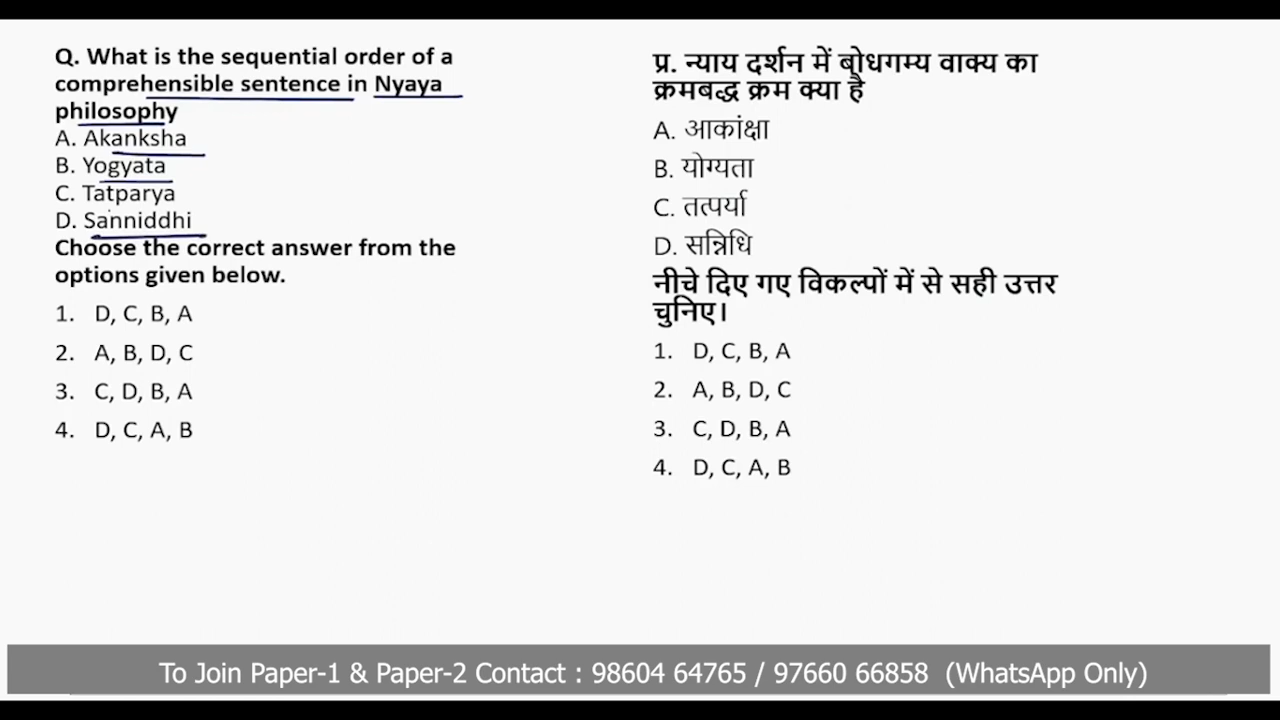 Q. What is the sequential order of a
comprehensible sentence in Nyaya
philosophy
A. Akanksha
B. Yogyata
C. Tatparya
D. Sanniddhi
Choose the correct answer from the
options given below.
1. D, C, B, A
2. A, B, D, C
3. C, D, B, A
4. D, C, A, B
प्र. न्याय दर्शन में बोधगम्य वाक्य का
क्रमबद्ध क्रम क्या है
A. आकांक्षा
B. योग्यता
C. तत्पर्या
D. सन्निधि
नीचे दिए गए विकल्पों में से सही उत्तर
चुनिए।
1. D, C, B, A
2. A, B, D, C
3. C, D, B, A
4. D, C, A, B
To Join Paper-1 & Paper-2 Contact : 98604 64765 / 97660 66858 (WhatsApp Only)